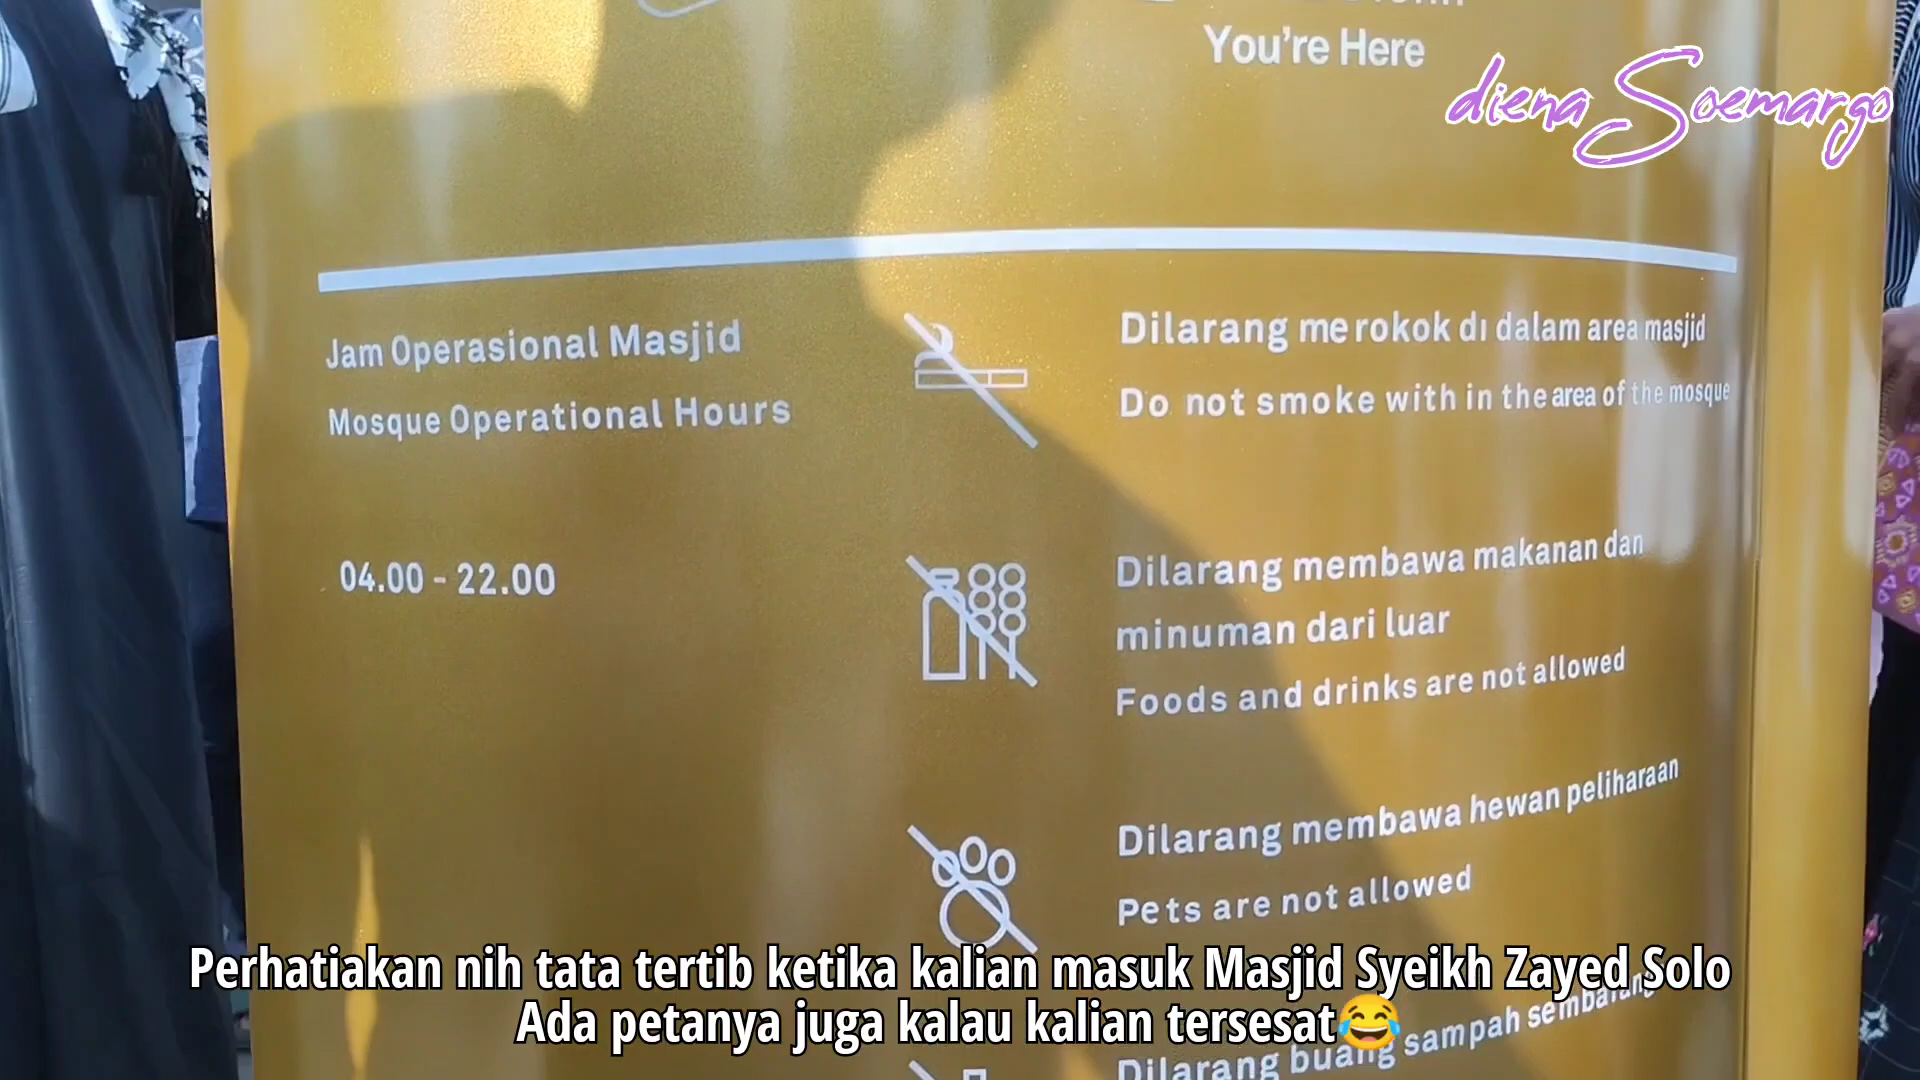 You're Here
diena Soemargo
Jam Operasional Masjid
Mosque Operational Hours
04.00 - 22.00
Dilarang merokok di dalam area masjid
Do not smoke with in the area of the mosque
Dilarang membawa makanan dan
minuman dari luar
Foods and drinks are not allowed
Dilarang membawa hewan peliharaan
Pets are not allowed
Dilarang buang sampah sembarang
Perhatiakan nih tata tertib ketika kalian masuk Masjid Syeikh Zayed Solo
Ada petanya juga kalau kalian tersesat😂